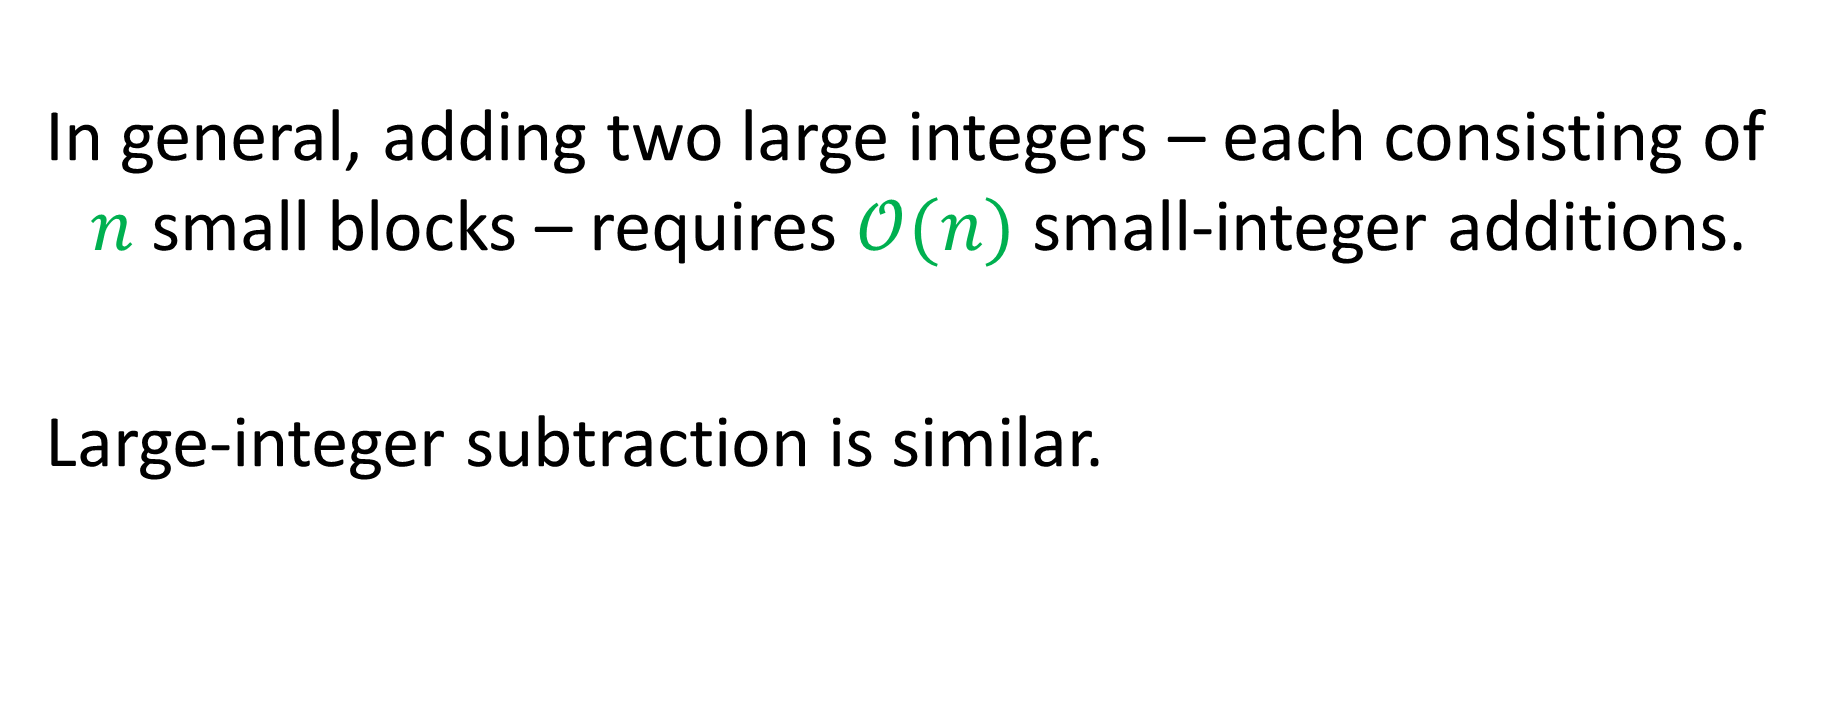 In general, adding two large integers – each consisting of
𝑛 small blocks – requires 𝒪(𝑛) small-integer additions.
Large-integer subtraction is similar.